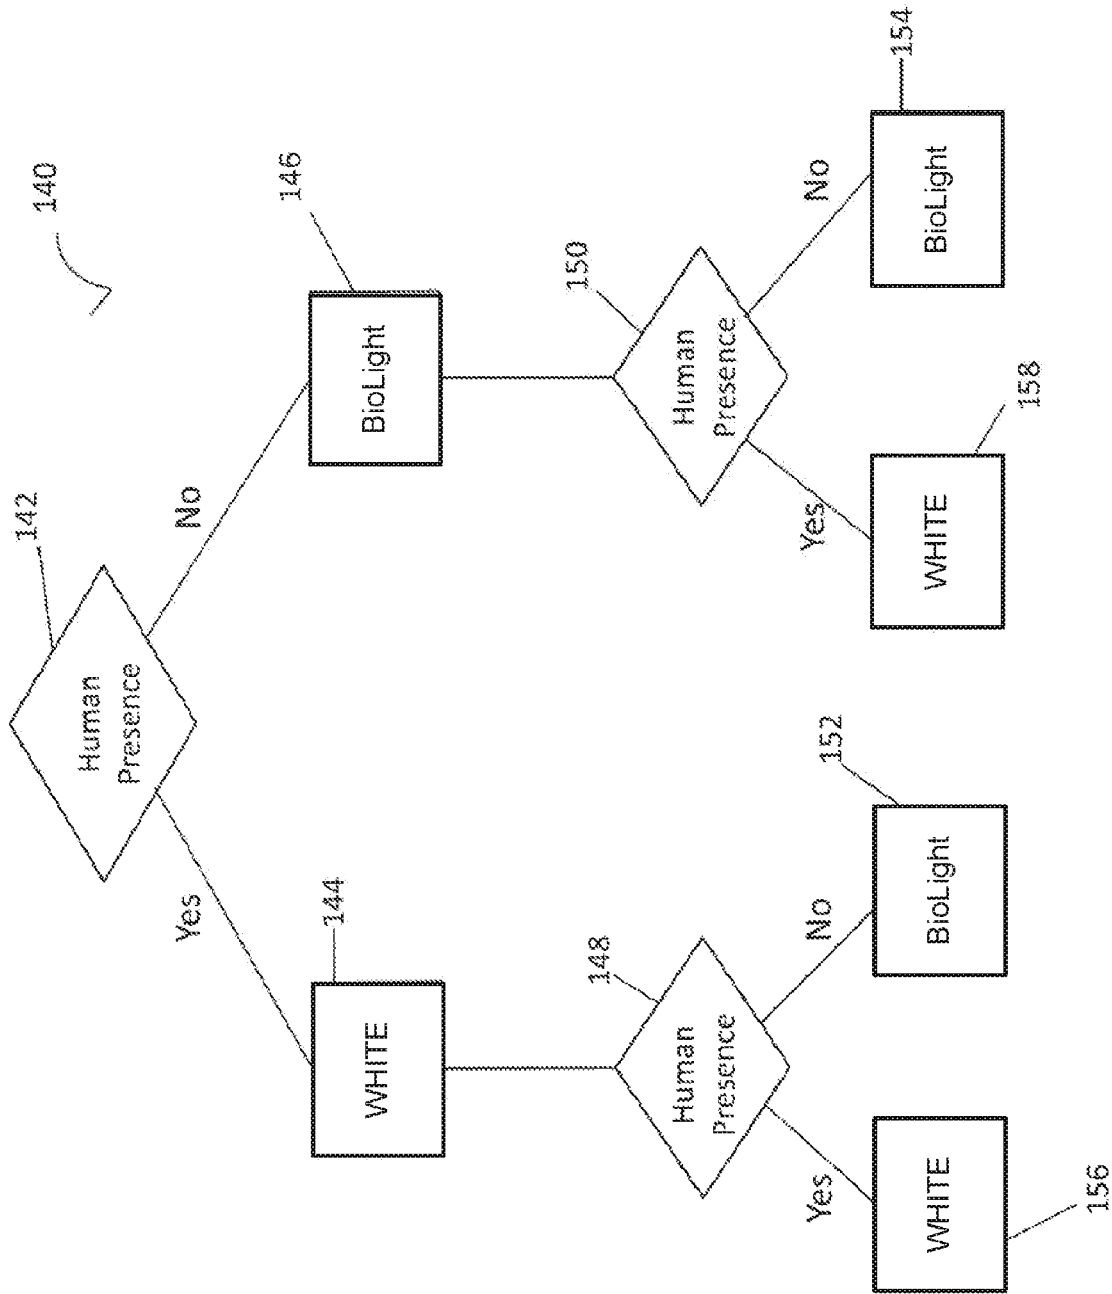 140
142
Human
Presence
Yes
No
144
WHITE
146
BioLight
148
Human
Presence
150
Human
Presence
Yes
No
Yes
No
WHITE
156
BioLight
152
WHITE
158
BioLight
154